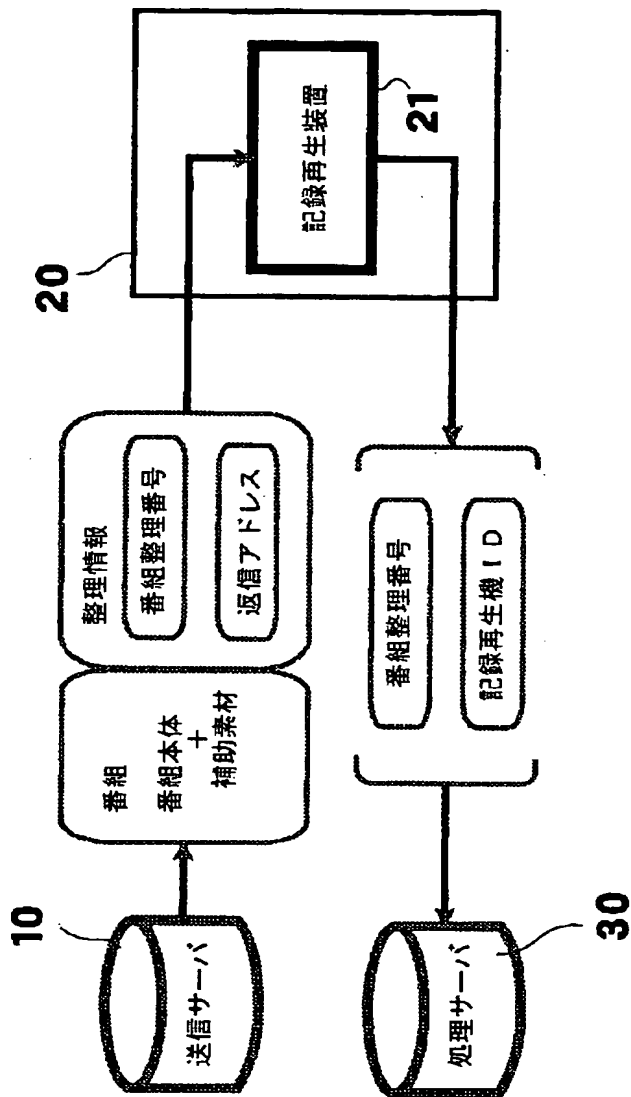 10
送信サーバ
番組
番組本体
+
補助素材
整理情報
番組整理番号
返信アドレス
20
記録再生装置
21
番組整理番号
記録再生機ID
処理サーバ
30